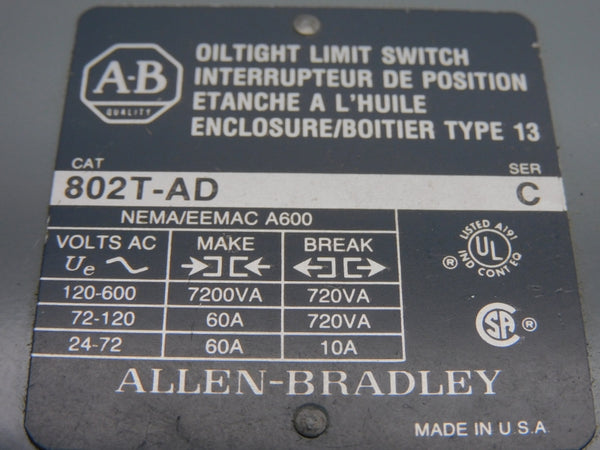 A-B
QUALITY
OILTIGHT LIMIT SWITCH
INTERRUPTEUR DE POSITION
ETANCHE A L'HUILE
ENCLOSURE/BOITIER TYPE 13
CAT SER
802T-AD C
NEMA/EEMAC A600
VOLTS AC MAKE BREAK
Ue
120-600 7200VA 720VA
72-120 60A 720VA
24-72 60A 10A
LISTED A191
UL ®
IND CONT EQ
SA ®
ALLEN-BRADLEY
MADE IN U.S.A.